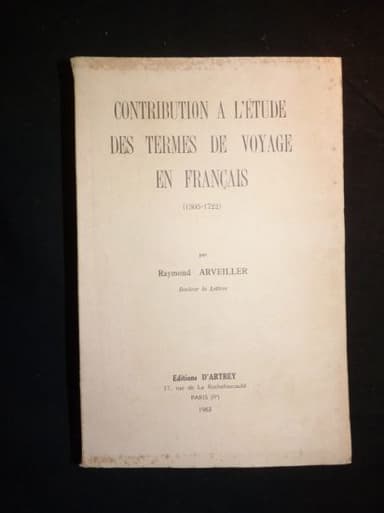 CONTRIBUTION A L'ÉTUDE
DES TERMES DE VOYAGE
EN FRANÇAIS
(1505-1722)
par
Raymond ARVEILLER
Docteur ès Lettres
Editions D'ARTREY
17, rue de La Rochefoucauld
PARIS (9e)
1963